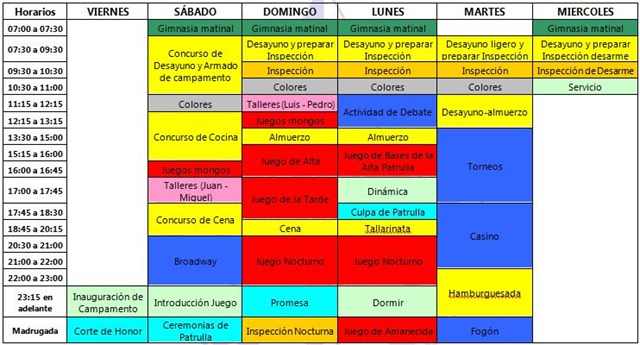 Horarios VIERNES SÁBADO DOMINGO LUNES MARTES MIERCOLES
07:00 a 07:30 Gimnasia matinal Gimnasia matinal Gimnasia matinal Gimnasia matinal
07:30 a 09:30 Concurso de Desayuno y Armado de campamento Desayuno y preparar Inspección Desayuno y preparar Inspección Desayuno ligero y preparar Inspección Desayuno y preparar Inspección desarme
09:30 a 10:30 Inspección Inspección Inspección Inspección de Desarme
10:30 a 11:00 Colores Colores Colores Servicio
11:15 a 12:15 Colores Talleres (Luis - Pedro) Actividad de Debate Desayuno-almuerzo
12:15 a 13:15 Concurso de Cocina Juegos mongos
13:30 a 15:00 Almuerzo Almuerzo Torneos
15:15 a 16:00 Juego de Alta Juego de Bases de la Alta Patrulla
16:00 a 16:45 Juegos mongos
17:00 a 17:45 Talleres (Juan - Miguel) Juego de la Tarde Dinámica
17:45 a 18:30 Concurso de Cena Culpa de Patrulla Casino
18:45 a 20:15 Cena Tallarinata
20:30 a 21:00 Broadway Juego Nocturno Juego Nocturno
21:00 a 22:00
22:00 a 23:00 Hamburguesada
23:15 en adelante Inauguración de Campamento Introducción Juego Promesa Dormir
Madrugada Corte de Honor Ceremonias de Patrulla Inspección Nocturna Juego de Amanecida Fogón